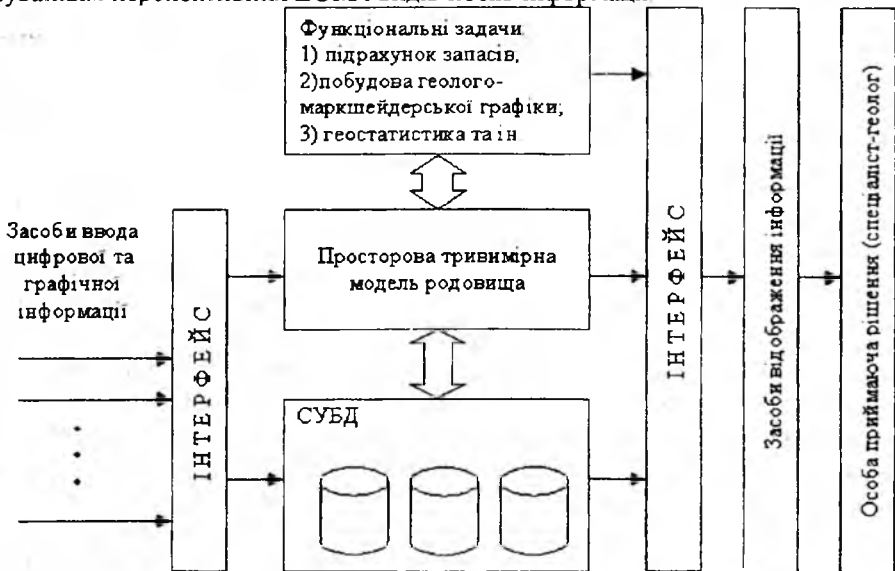 Функціональні задачи
1) підрахунок запасів,
2)побудова геолого-
маркшейдерської графіки;
3) геостатистика та ін
Засоби ввода
цифрової та
графічної
інформації
ІНТЕРФЕЙС
Просторова тривимірна
модель родовища
СУБД
ІНТЕРФЕЙС
Засоби відображення інформації
Особа приймаюча рішення (спеціаліст-геолог)